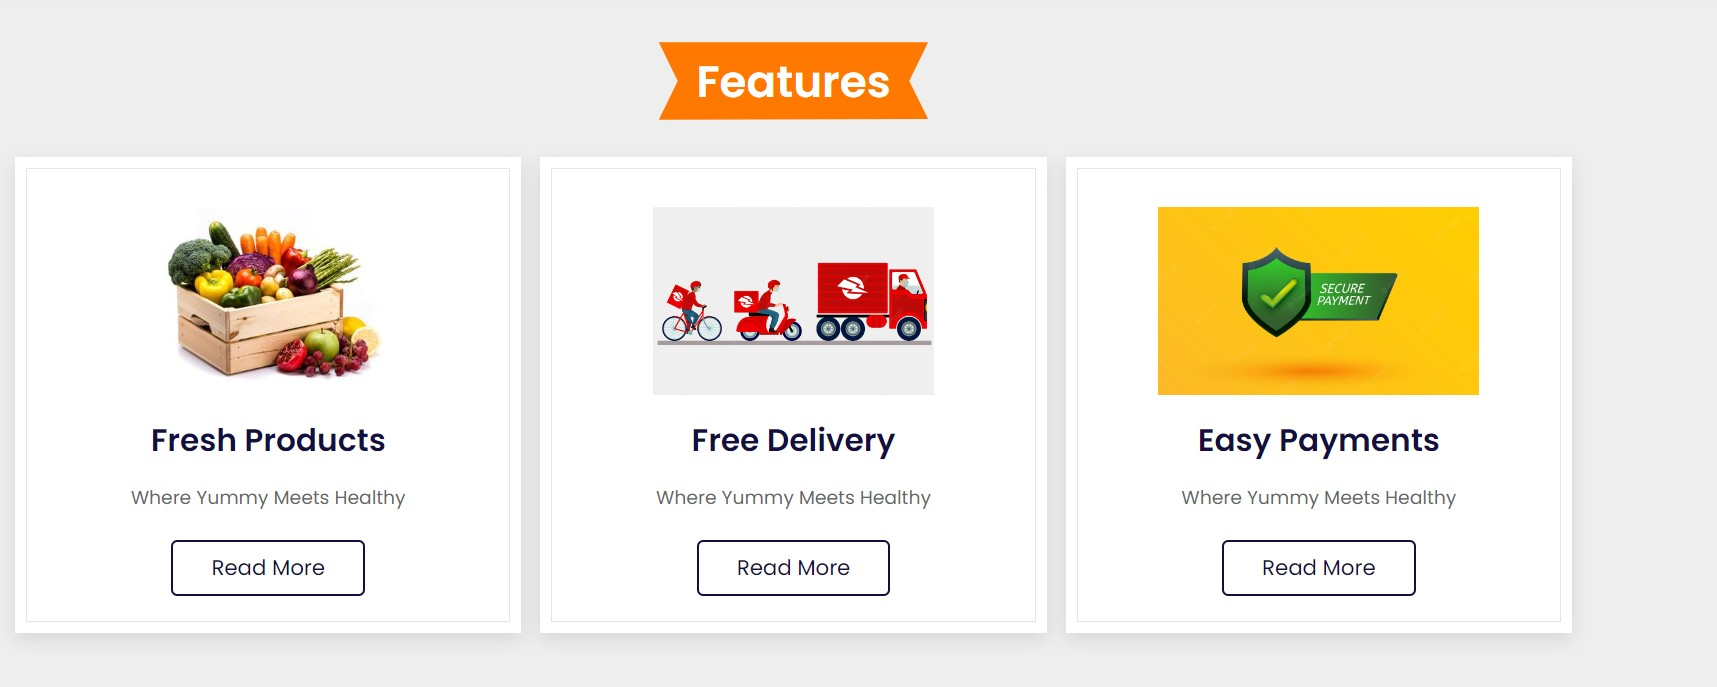 Features
SECURE
PAYMENT
Fresh Products
Free Delivery
Easy Payments
Where Yummy Meets Healthy
Where Yummy Meets Healthy
Where Yummy Meets Healthy
Read More
Read More
Read More